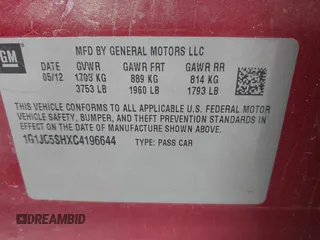 GM
MFD BY GENERAL MOTORS LLC
DATE GVWR GAWR FRT GAWR RR
05/12 1703 KG 889 KG 814 KG
3753 LB 1960 LB 1793 LB
THIS VEHICLE CONFORMS TO ALL APPLICABLE U.S. FEDERAL MOTOR
VEHICLE SAFETY, BUMPER, AND THEFT PREVENTION STANDARDS IN
EFFECT ON THE DATE OF MANUFACTURE SHOWN ABOVE.
1G1JC5SHXC4196644 TYPE: PASS CAR
DREAMBID